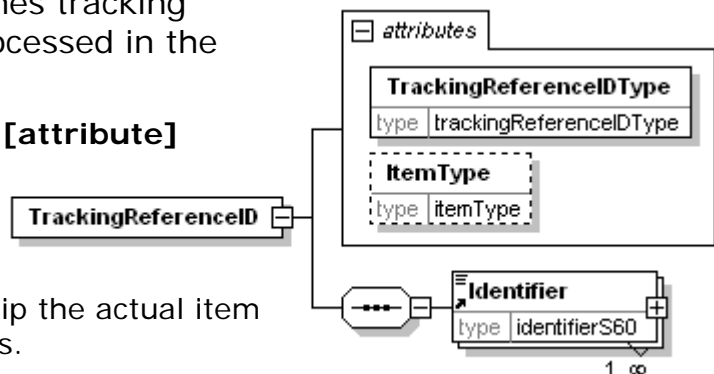 nes tracking
ocessed in the
[attribute]
ip the actual item
s.
attributes
TrackingReferenceIDType
type trackingReferenceIDType
ItemType
type itemType
TrackingReferenceID
Identifier
type identifierS60
1..∞